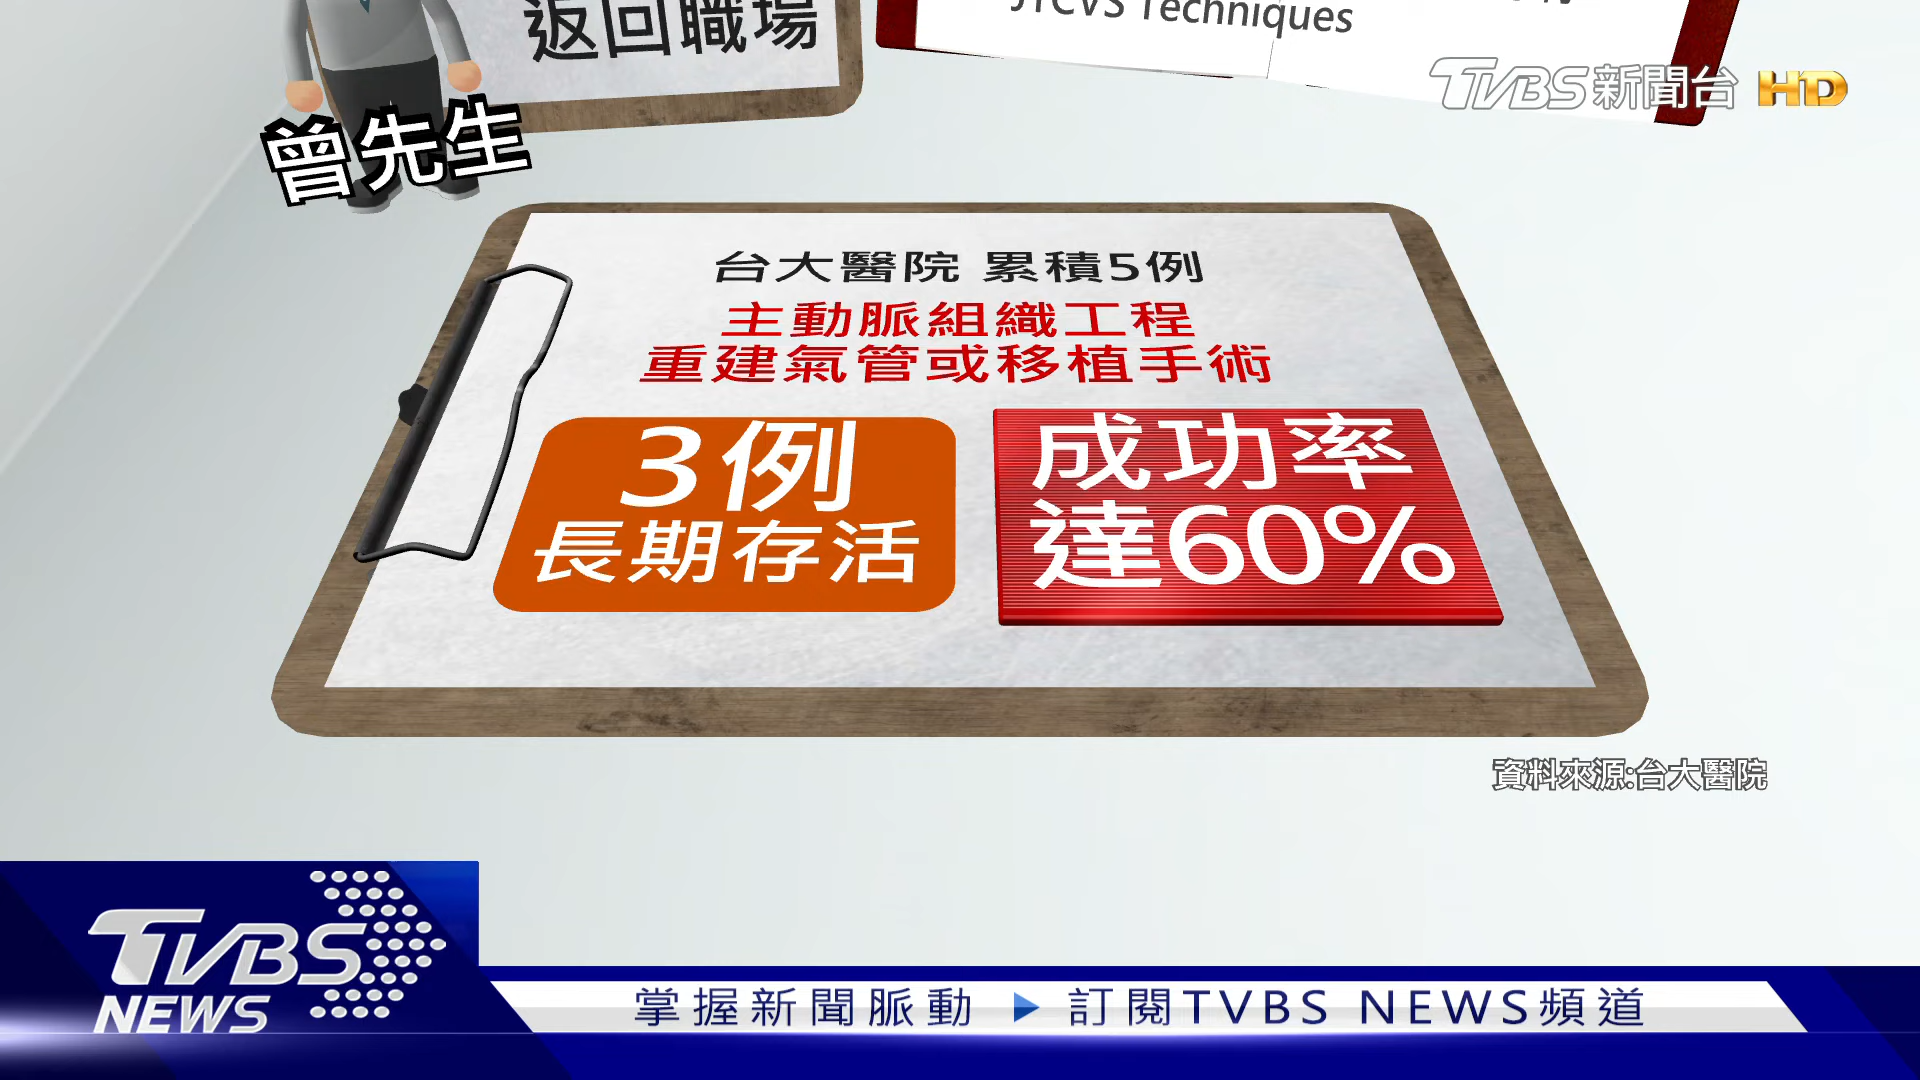 返回職場
JTCVS Techniques
TVBS新聞台 HD
曾先生
台大醫院 累積5例
主動脈組織工程
重建氣管或移植手術
3例
長期存活
成功率
達60%
資料來源:台大醫院
TVBS
NEWS
掌握新聞脈動 ▶ 訂閱TVBS NEWS頻道